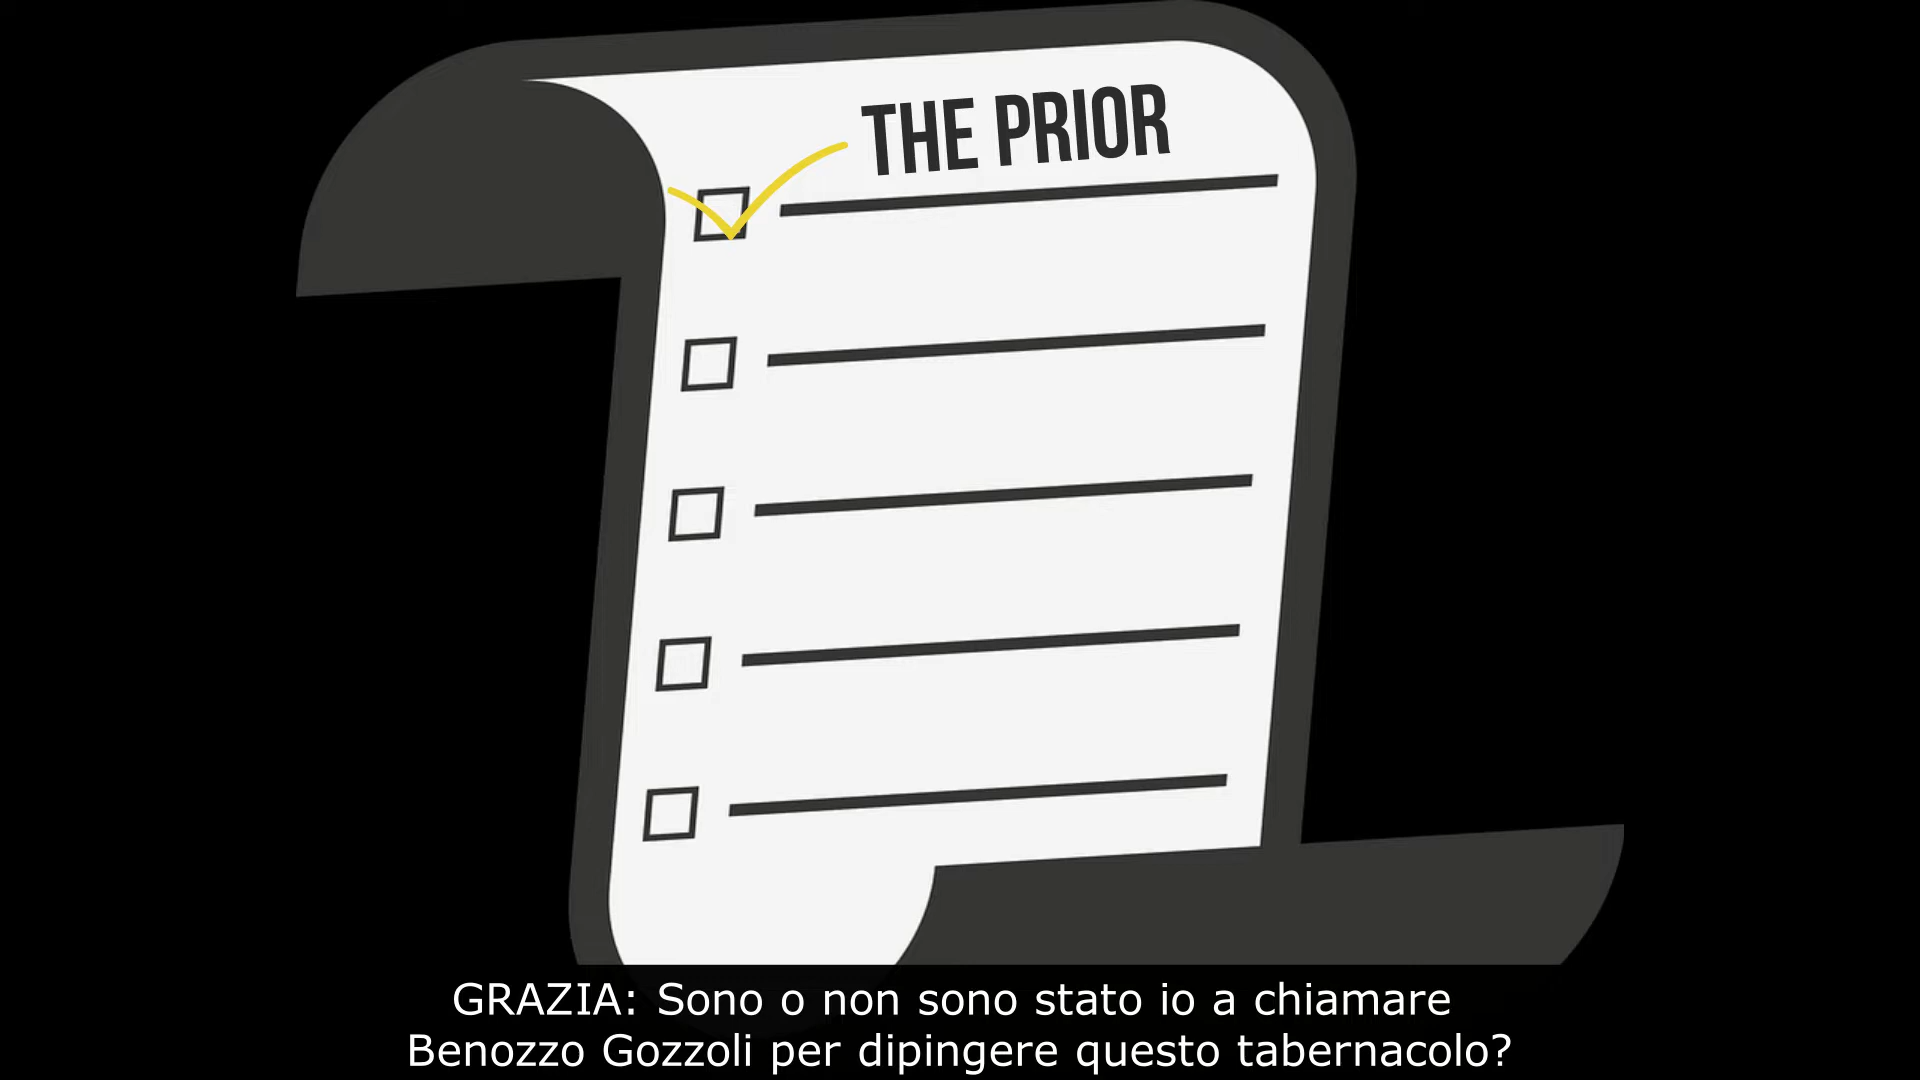 THE PRIOR
GRAZIA: Sono o non sono stato io a chiamare
Benozzo Gozzoli per dipingere questo tabernacolo?